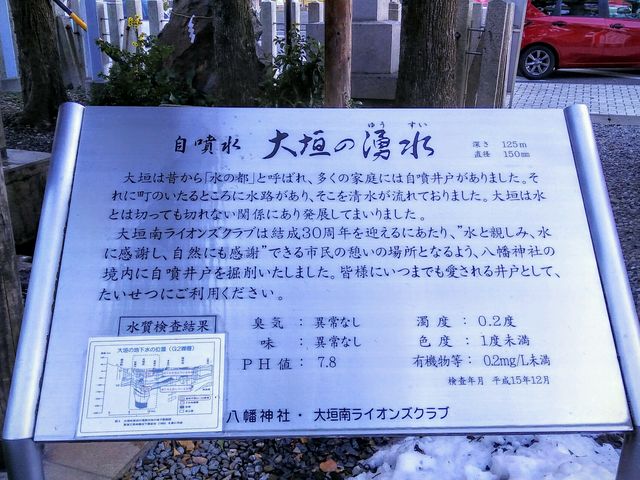 自噴水 大垣の湧水
ゆう すい
深さ 125m
直径 150mm
大垣は昔から「水の都」と呼ばれ、多くの家庭には自噴井戸がありました。そ
れに町のいたるところに水路があり、そこを清水が流れておりました。大垣は水
とは切っても切れない関係にあり発展してまいりました。
大垣南ライオンズクラブは結成30周年を迎えるにあたり、"水と親しみ、水
に感謝し、自然にも感謝"できる市民の憩いの場所となるよう、八幡神社の
境内に自噴井戸を掘削いたしました。皆様にいつまでも愛される井戸として、
たいせつにご利用ください。
水質検査結果
臭気 : 異常なし 濁度 : 0.2度
味 : 異常なし 色度 : 1度未満
PH値 : 7.8 有機物等 : 0.2mg/L未満
検査年月 平成15年12月
大垣の地下水の位置(G2礫層)
八幡神社・大垣南ライオンズクラブ